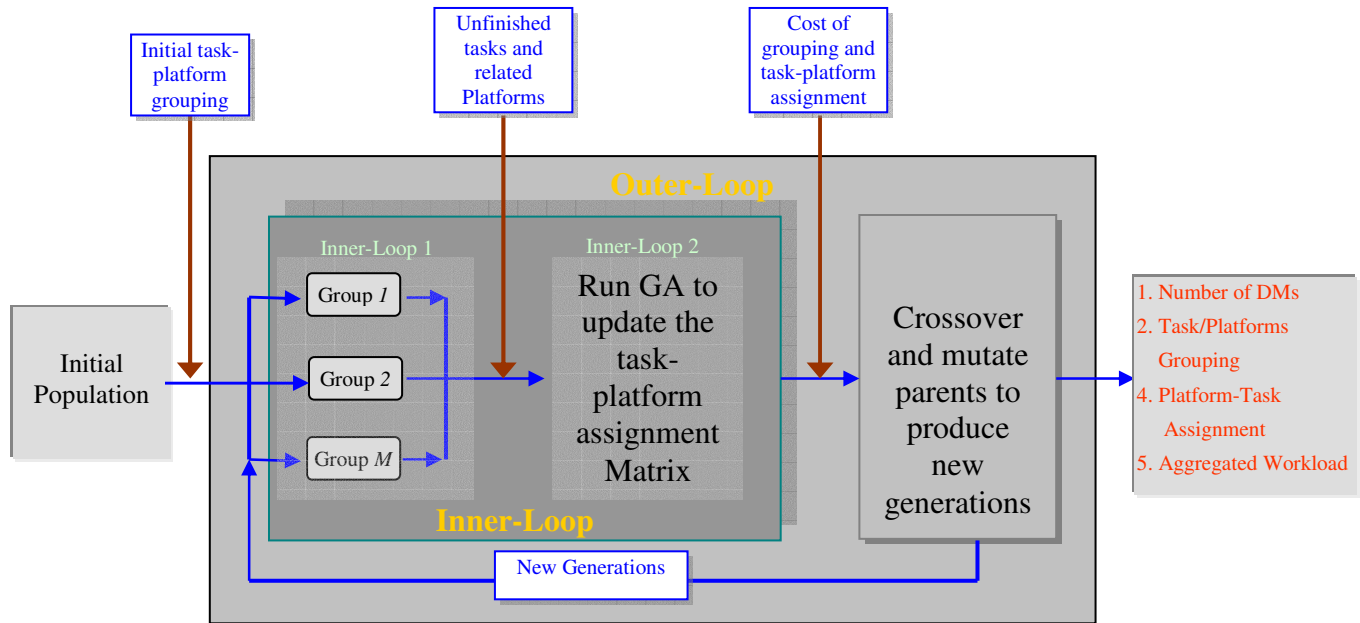 Initial task-
platform
grouping
Unfinished
tasks and
related
Platforms
Cost of
grouping and
task-platform
assignment
Outer-Loop
Inner-Loop 1
Inner-Loop 2
Group 1
Group 2
Group M
Run GA to
update the
task-
platform
assignment
Matrix
Inner-Loop
Initial
Population
Crossover
and mutate
parents to
produce
new
generations
1. Number of DMs
2. Task/Platforms
Grouping
4. Platform-Task
Assignment
5. Aggregated Workload
New Generations